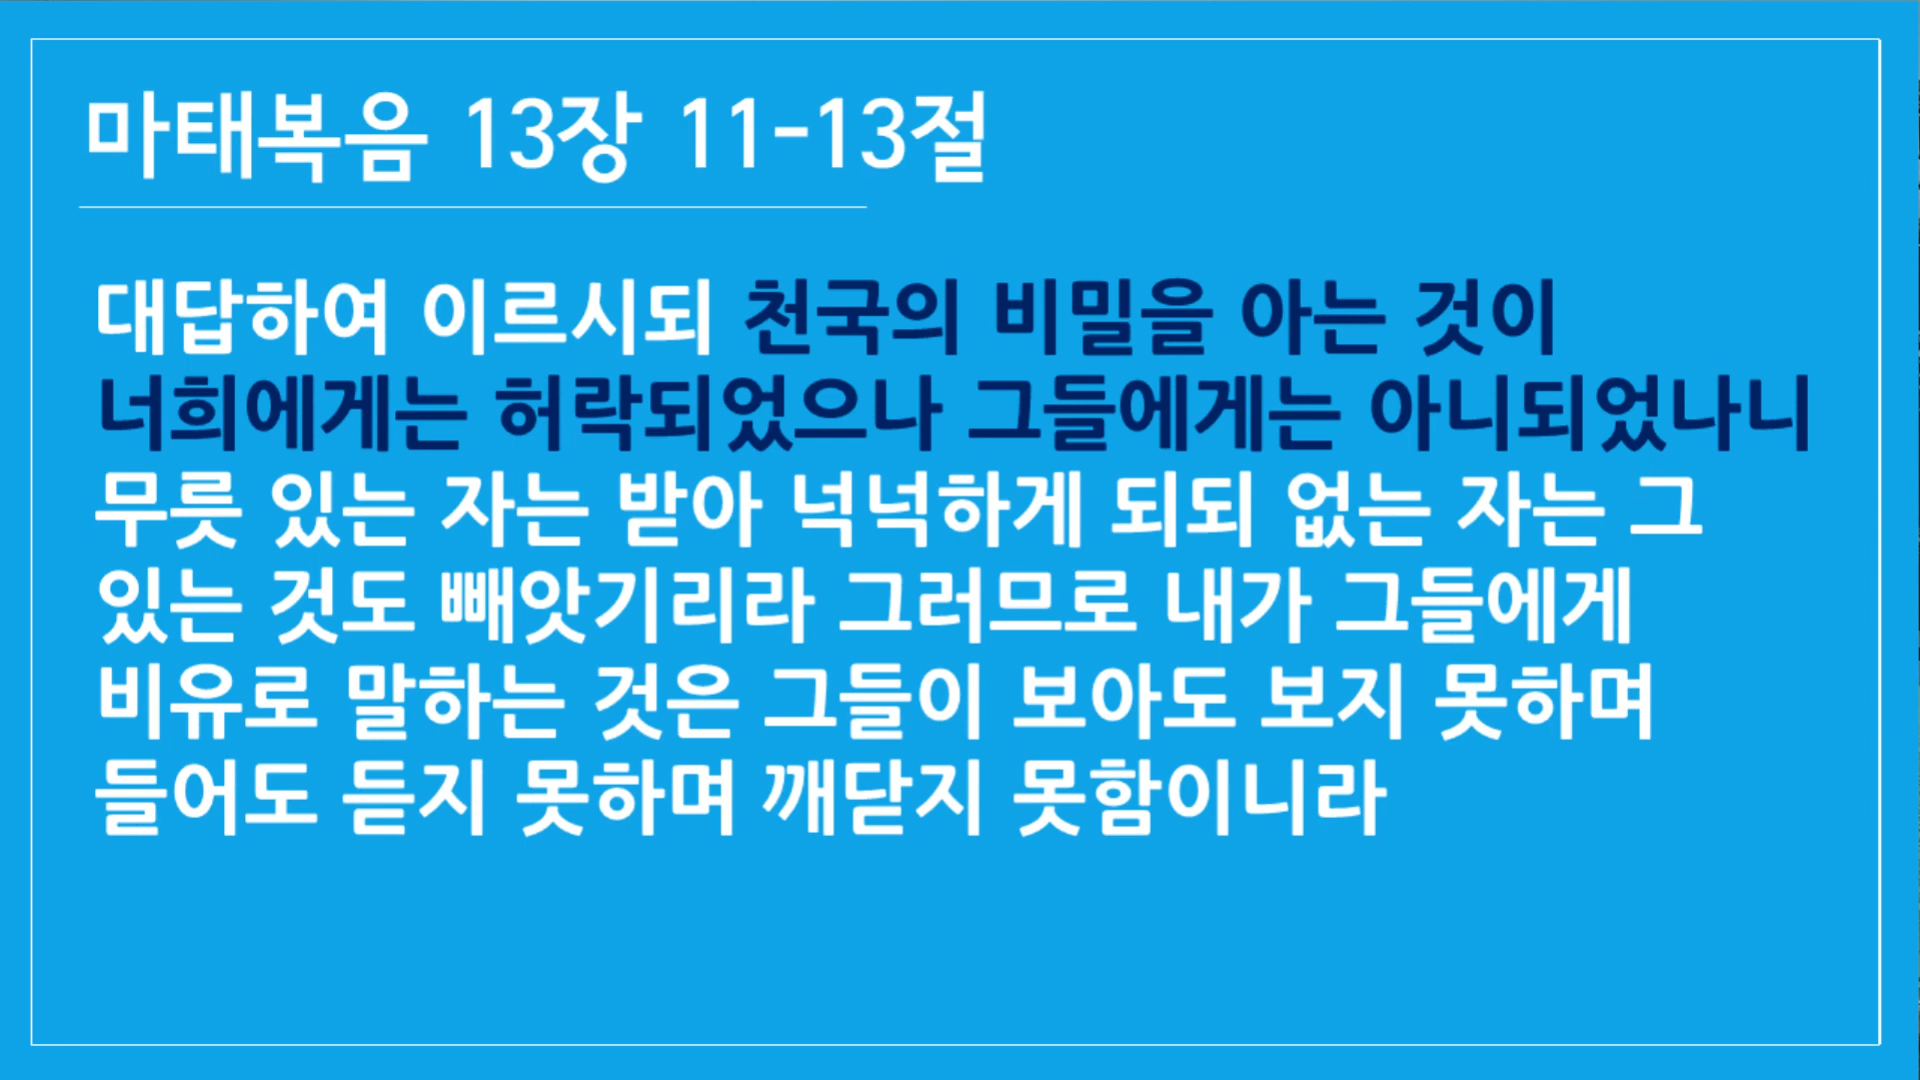 마태복음 13장 11-13절
대답하여 이르시되 천국의 비밀을 아는 것이
너희에게는 허락되었으나 그들에게는 아니되었나니
무릇 있는 자는 받아 넉넉하게 되되 없는 자는 그
있는 것도 빼앗기리라 그러므로 내가 그들에게
비유로 말하는 것은 그들이 보아도 보지 못하며
들어도 듣지 못하며 깨닫지 못함이니라